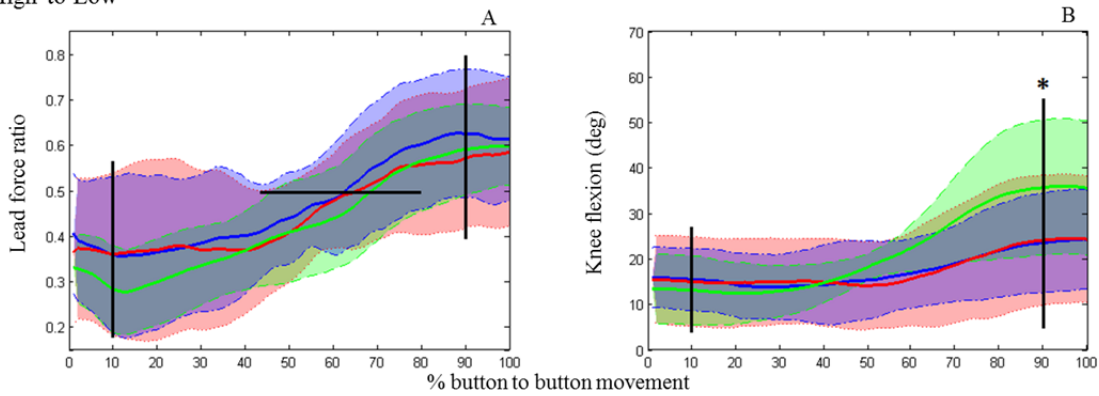 to Low
A
B
Lead force ratio
0.8
0.7
0.6
0.5
0.4
0.3
0.2
0 10 20 30 40 50 60 70 80 90 100
Knee flexion (deg)
*
70
60
50
40
30
20
10
0
0 10 20 30 40 50 60 70 80 90 100
% button to button movement